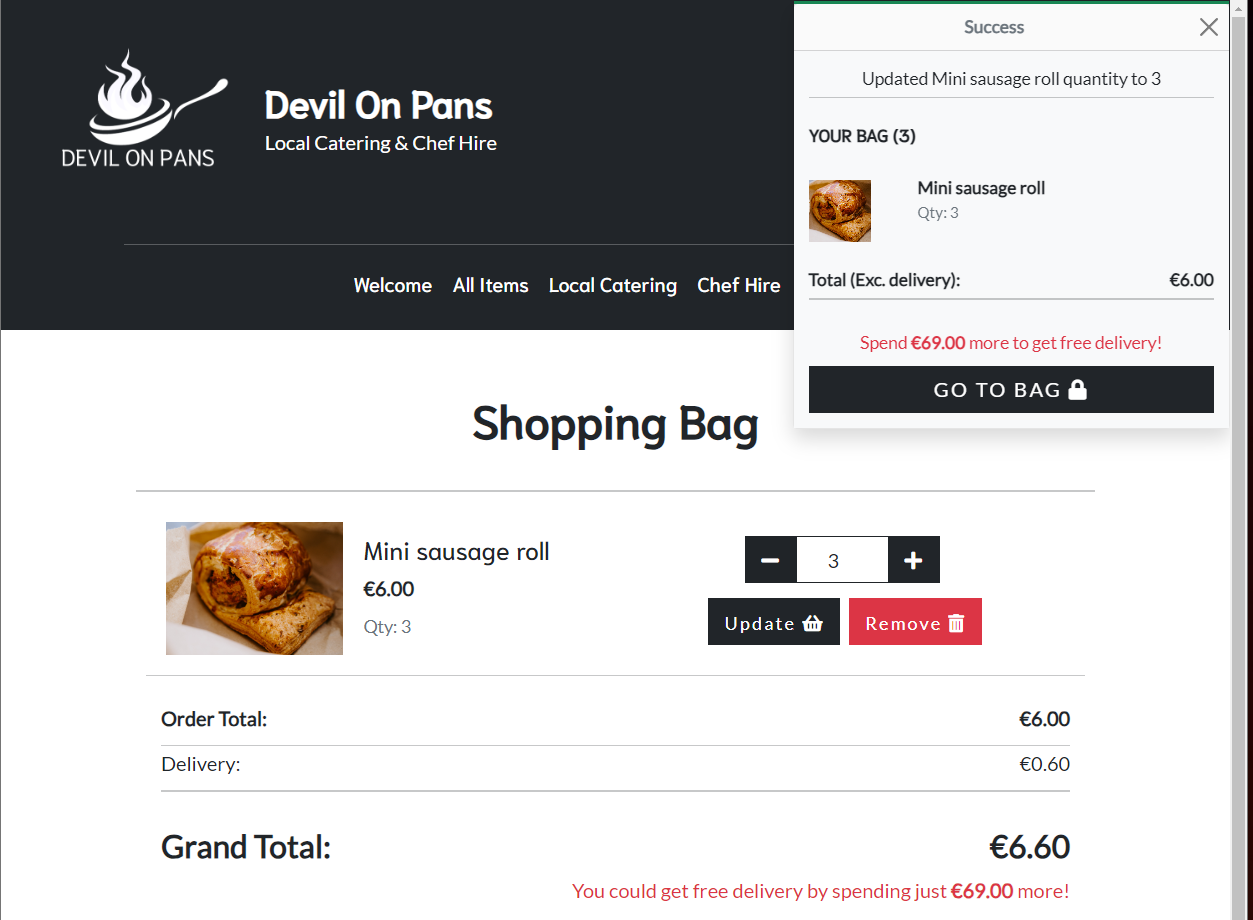 DEVIL ON PANS
Devil On Pans
Local Catering & Chef Hire
Welcome All Items Local Catering Chef Hire
Success
Updated Mini sausage roll quantity to 3
YOUR BAG (3)
Mini sausage roll
Qty: 3
Total (Exc. delivery): €6.00
Spend €69.00 more to get free delivery!
GO TO BAG
Shopping Bag
Mini sausage roll
€6.00
Qty: 3
3
Update Remove
Order Total: €6.00
Delivery: €0.60
Grand Total: €6.60
You could get free delivery by spending just €69.00 more!